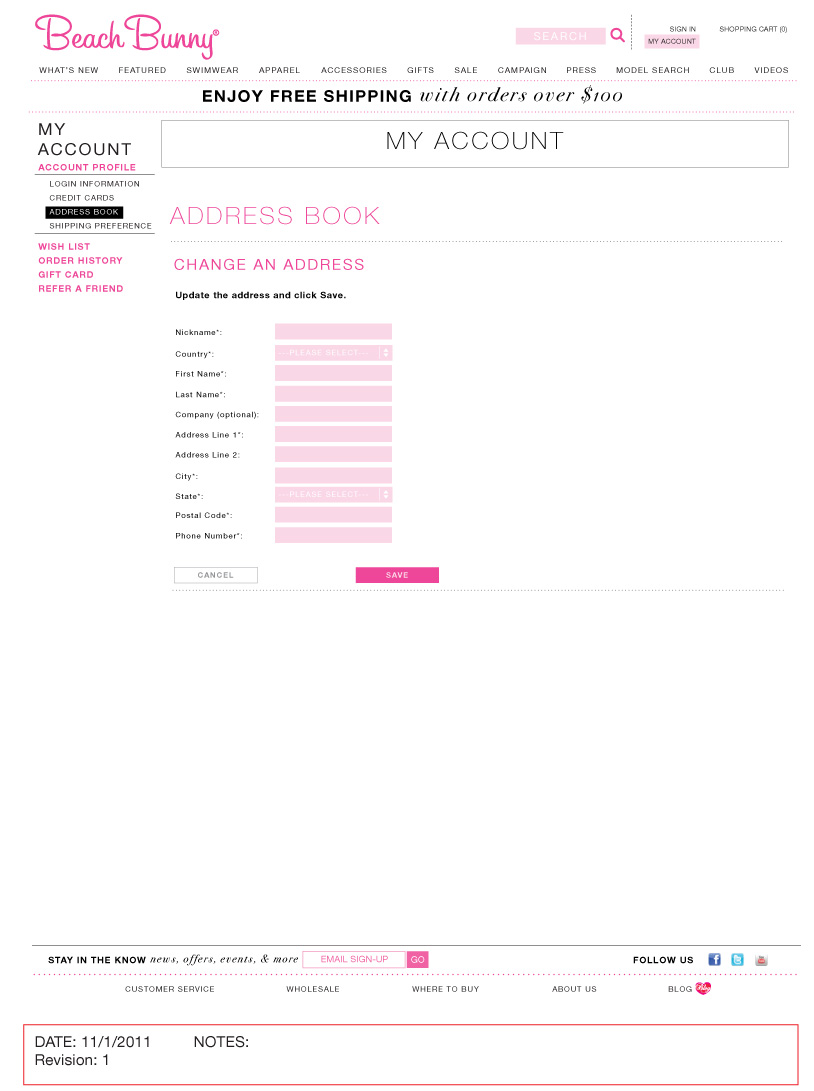 Beach Bunny®
SEARCH
SIGN IN
SHOPPING CART (0)
MY ACCOUNT
WHAT'S NEW FEATURED SWIMWEAR APPAREL ACCESSORIES GIFTS SALE CAMPAIGN PRESS MODEL SEARCH CLUB VIDEOS
ENJOY FREE SHIPPING with orders over $100
MY
ACCOUNT
ACCOUNT PROFILE
LOGIN INFORMATION
CREDIT CARDS
ADDRESS BOOK
SHIPPING PREFERENCE
WISH LIST
ORDER HISTORY
GIFT CARD
REFER A FRIEND
MY ACCOUNT
ADDRESS BOOK
CHANGE AN ADDRESS
Update the address and click Save.
Nickname*:
Country*: ---PLEASE SELECT---
First Name*:
Last Name*:
Company (optional):
Address Line 1*:
Address Line 2:
City*:
State*: ---PLEASE SELECT---
Postal Code*:
Phone Number*:
CANCEL SAVE
STAY IN THE KNOW news, offers, events, & more EMAIL SIGN-UP GO FOLLOW US
CUSTOMER SERVICE WHOLESALE WHERE TO BUY ABOUT US BLOG
DATE: 11/1/2011 NOTES:
Revision: 1